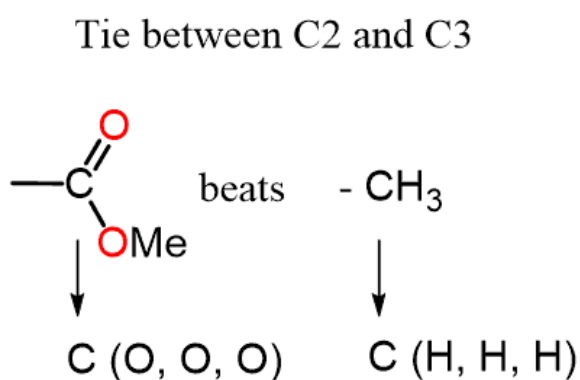 Tie between C2 and C3
O
C beats - CH3
OMe
C (O, O, O) C (H, H, H)